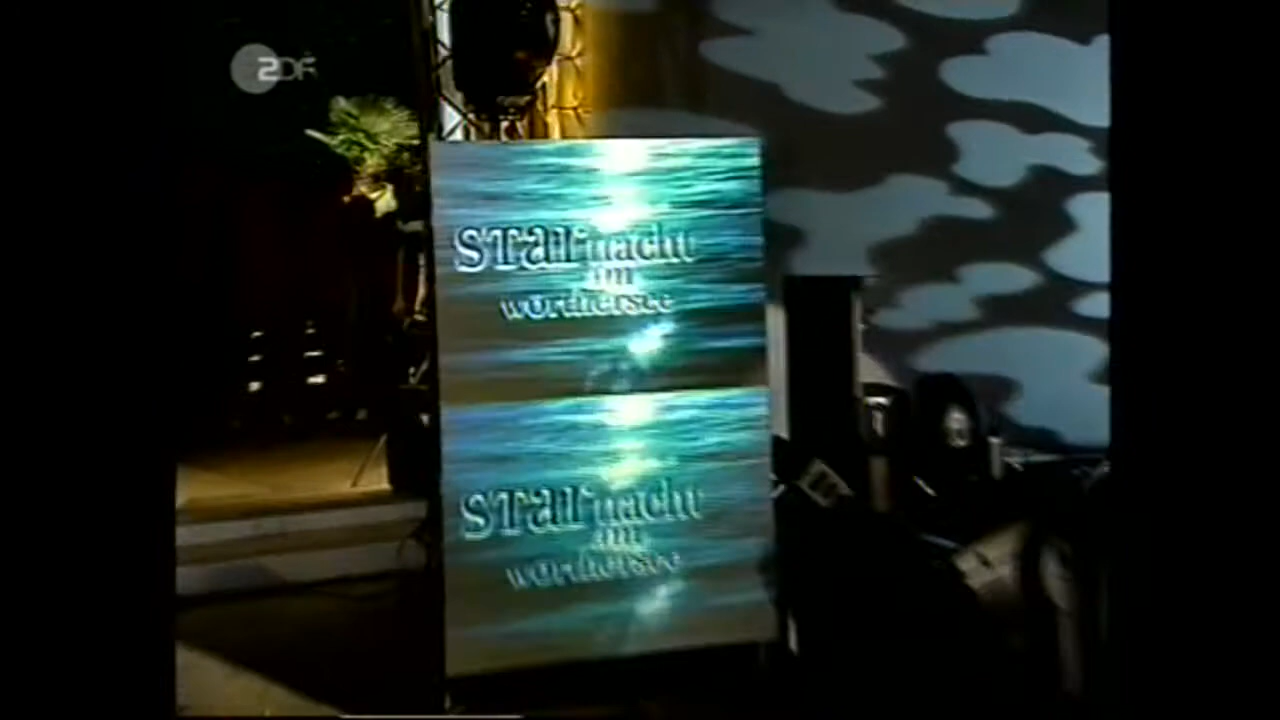 ZDF
STARnacht
am
wörthersee
STARnacht
am
wörthersee